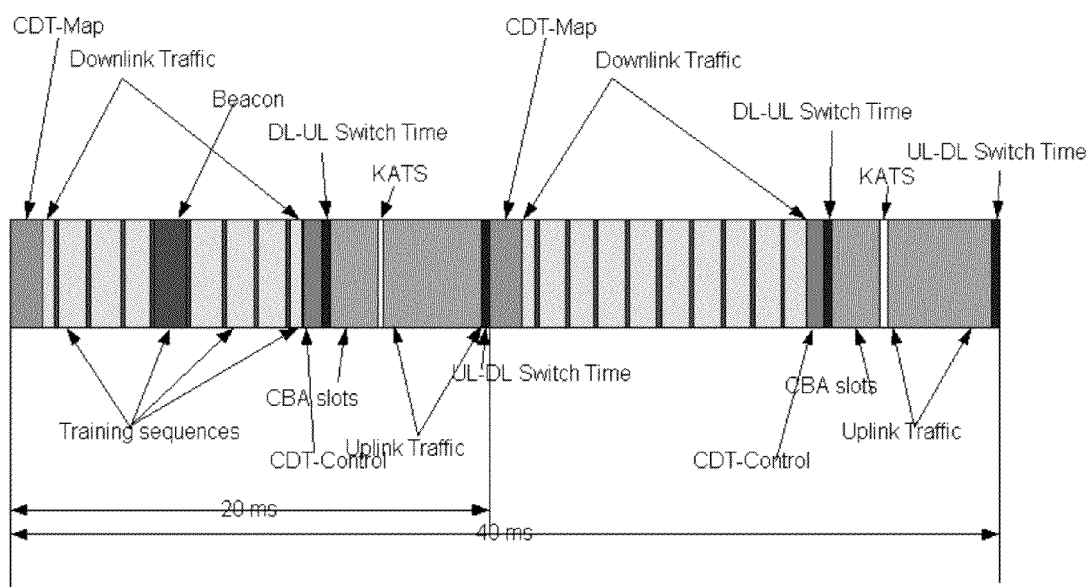 CDT-Map
Downlink Traffic
Beacon
DL-UL Switch Time
KATS
CDT-Map
Downlink Traffic
DL-UL Switch Time
UL-DL Switch Time
KATS
UL-DL Switch Time
CBA slots
Training sequences
Uplink Traffic
CDT-Control
CBA slots
Uplink Traffic
CDT-Control
20 ms
40 ms